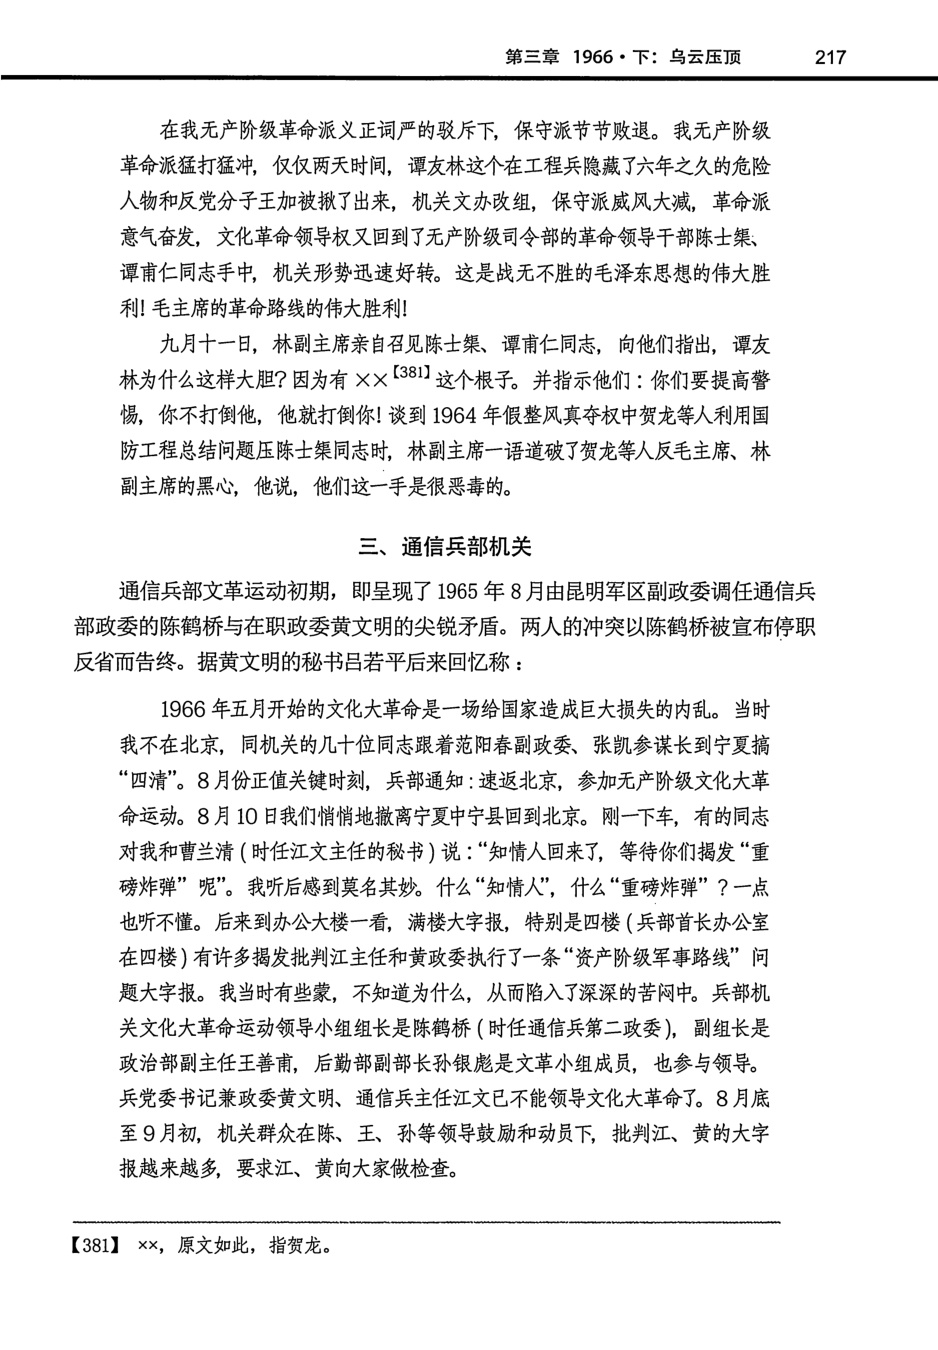 第三章 1966·下：乌云压顶 217
在我无产阶级革命派义正词严的驳斥下，保守派节节败退。我无产阶级
革命派猛打猛冲，仅仅两天时间，谭友林这个在工程兵隐藏了六年之久的危险
人物和反党分子王加被揪了出来，机关文办改组，保守派威风大减，革命派
意气奋发，文化革命领导权又回到了无产阶级司令部的革命领导干部陈士榘、
谭甫仁同志手中，机关形势迅速好转。这是战无不胜的毛泽东思想的伟大胜
利！毛主席的革命路线的伟大胜利！
九月十一日，林副主席亲自召见陈士榘、谭甫仁同志，向他们指出，谭友
林为什么这样大胆？因为有××【381】这个根子。并指示他们：你们要提高警
惕，你不打倒他，他就打倒你！谈到1964年假整风真夺权中贺龙等人利用国
防工程总结问题压陈士榘同志时，林副主席一语道破了贺龙等人反毛主席、林
副主席的黑心，他说，他们这一手是很恶毒的。
三、通信兵部机关
通信兵部文革运动初期，即呈现了1965年8月由昆明军区副政委调任通信兵
部政委的陈鹤桥与在职政委黄文明的尖锐矛盾。两人的冲突以陈鹤桥被宣布停职
反省而告终。据黄文明的秘书吕若平后来回忆称：
1966年五月开始的文化大革命是一场给国家造成巨大损失的内乱。当时
我不在北京，同机关的几十位同志跟着范阳春副政委、张凯参谋长到宁夏搞
“四清”。8月份正值关键时刻，兵部通知：速返北京，参加无产阶级文化大革
命运动。8月10日我们悄悄地撤离宁夏中宁县回到北京。刚一下车，有的同志
对我和曹兰清（时任江文主任的秘书）说：“知情人回来了，等待你们揭发“重
磅炸弹”呢”。我听后感到莫名其妙。什么“知情人”，什么“重磅炸弹”？一点
也听不懂。后来到办公大楼一看，满楼大字报，特别是四楼（兵部首长办公室
在四楼）有许多揭发批判江主任和黄政委执行了一条“资产阶级军事路线”问
题大字报。我当时有些蒙，不知道为什么，从而陷入了深深的苦闷中。兵部机
关文化大革命运动领导小组组长是陈鹤桥（时任通信兵第二政委），副组长是
政治部副主任王善甫，后勤部副部长孙银彪是文革小组成员，也参与领导。
兵党委书记兼政委黄文明、通信兵主任江文已不能领导文化大革命了。8月底
至9月初，机关群众在陈、王、孙等领导鼓励和动员下，批判江、黄的大字
报越来越多，要求江、黄向大家做检查。
【381】 ××，原文如此，指贺龙。